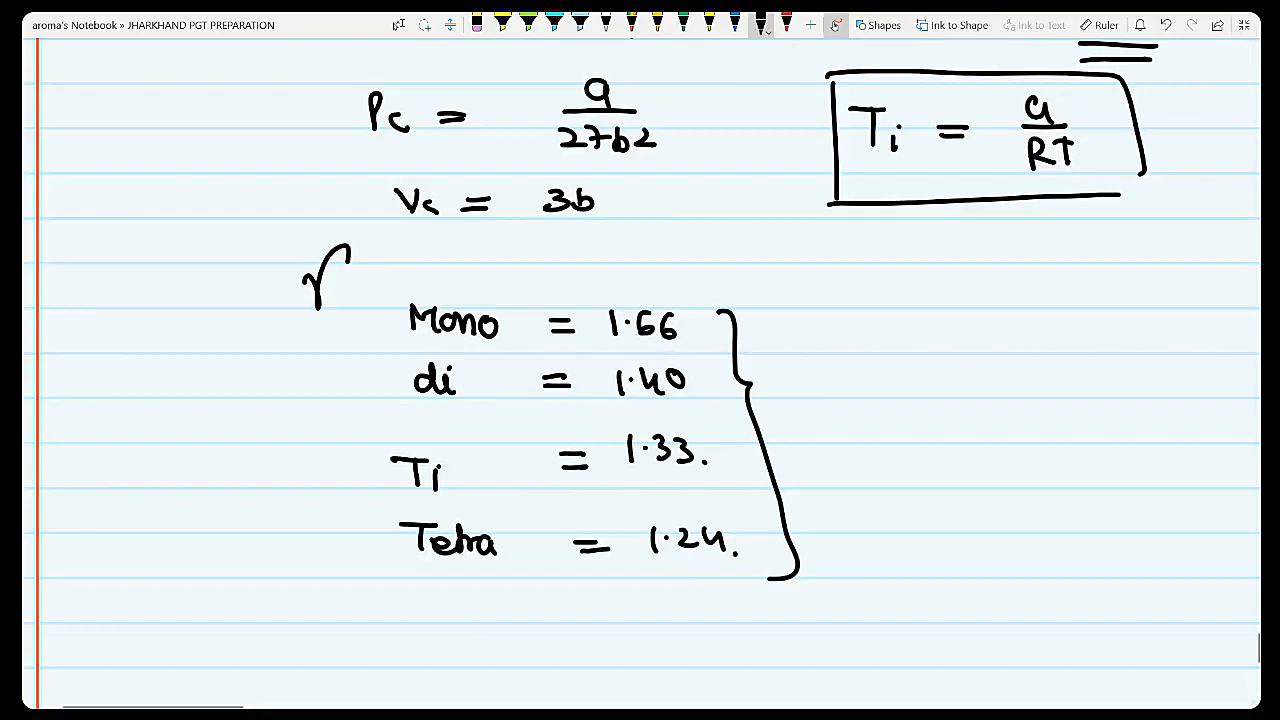 aroma's Notebook » JHARKHAND PGT PREPARATION
Shapes Ink to Shape Ink to Text Ruler
Pc = a/27b2
Ti = a/RT
Vc = 3b
γ
Mono = 1.66
di = 1.40
Ti = 1.33.
Tetra = 1.24.